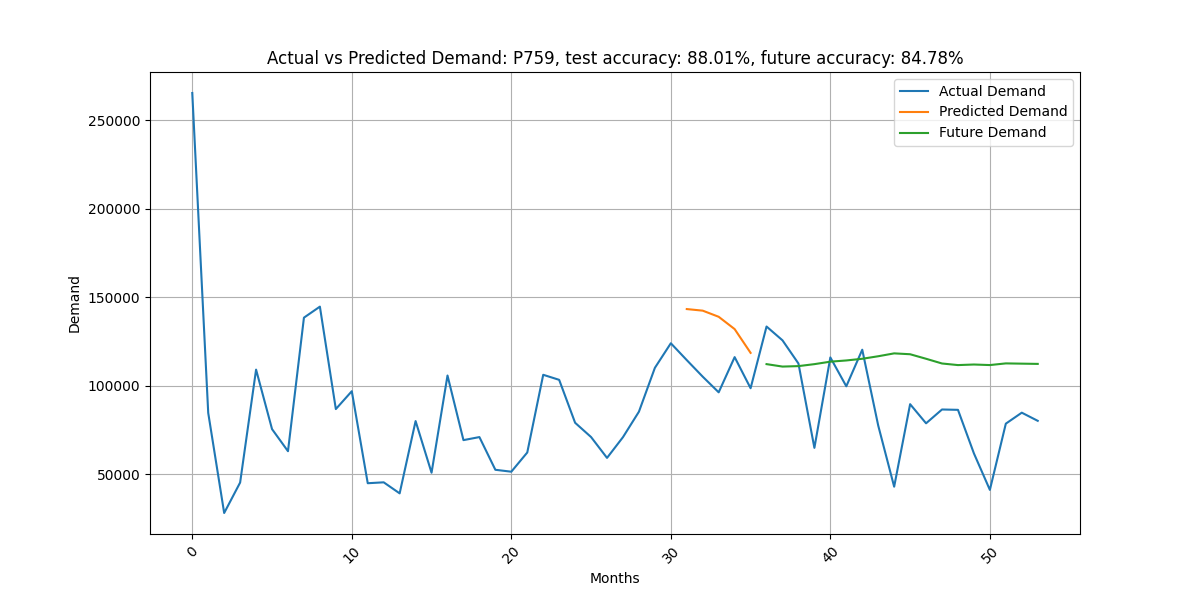 Actual vs Predicted Demand: P759, test accuracy: 88.01%, future accuracy: 84.78%
Actual Demand
Predicted Demand
Future Demand
Demand
250000
200000
150000
100000
50000
0
10
20
30
40
50
Months